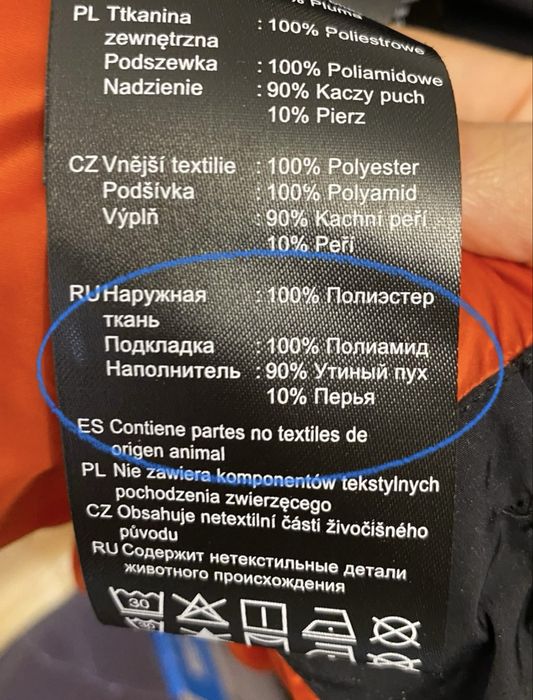 % Pluma
PL Ttkanina : 100% Poliestrowe
zewnętrzna
Podszewka : 100% Poliamidowe
Nadzienie : 90% Kaczy puch
10% Pierz
CZ Vnější textilie : 100% Polyester
Podšívka : 100% Polyamid
Výplň : 90% Kachní peří
10% Peří
RU Наружная : 100% Полиэстер
ткань
Подкладка : 100% Полиамид
Наполнитель : 90% Утиный пух
10% Перья
ES Contiene partes no textiles de
origen animal
PL Nie zawiera komponentów tekstylnych
pochodzenia zwierzęcego
CZ Obsahuje netextilní části živočišného
původu
RU Содержит нетекстильные детали
животного происхождения
30